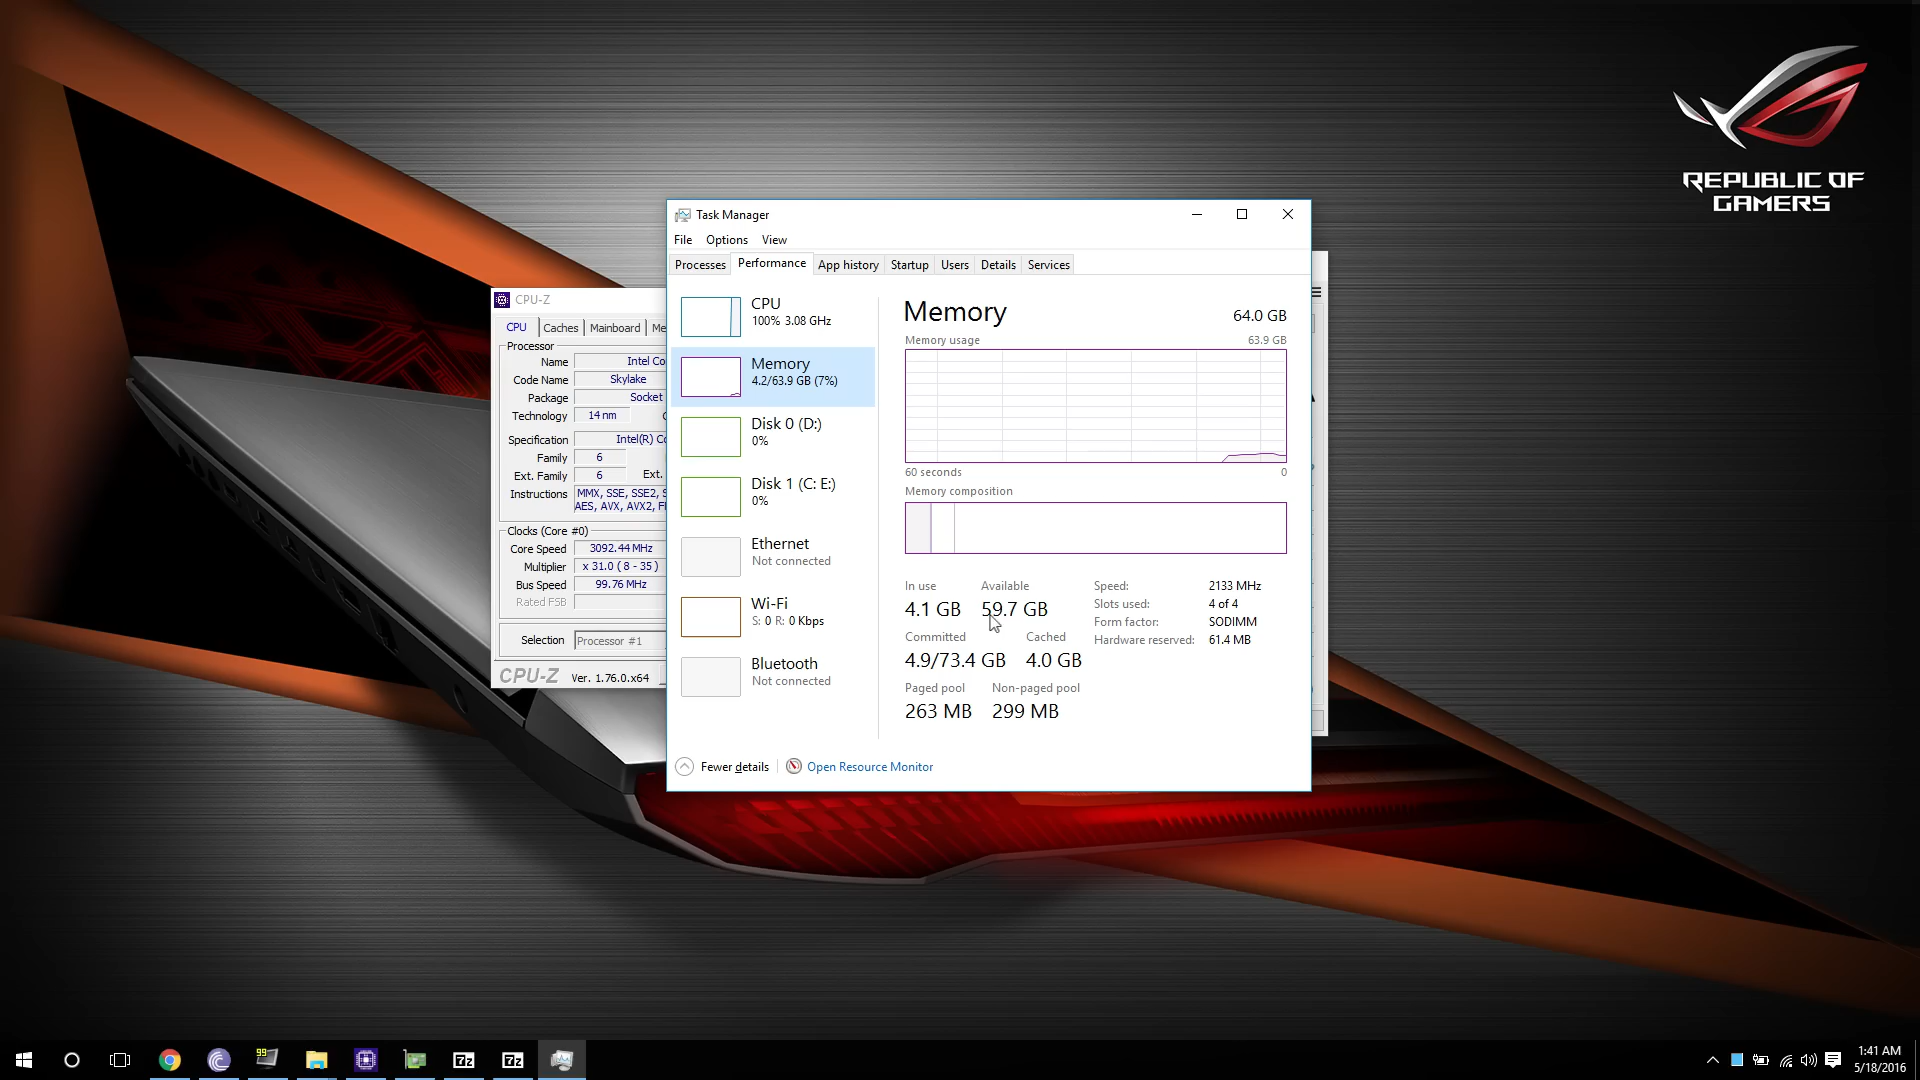 REPUBLIC OF
GAMERS
Task Manager
File Options View
Processes Performance App history Startup Users Details Services
CPU
100% 3.08 GHz
Memory
4.2/63.9 GB (7%)
Disk 0 (D:)
0%
Disk 1 (C: E:)
0%
Ethernet
Not connected
Wi-Fi
S: 0 R: 0 Kbps
Bluetooth
Not connected
Memory 64.0 GB
Memory usage 63.9 GB
60 seconds 0
Memory composition
In use Available
4.1 GB 59.7 GB
Committed Cached
4.9/73.4 GB 4.0 GB
Paged pool Non-paged pool
263 MB 299 MB
Speed: 2133 MHz
Slots used: 4 of 4
Form factor: SODIMM
Hardware reserved: 61.4 MB
Fewer details Open Resource Monitor
CPU-Z
CPU Caches Mainboard Me
Processor
Name Intel Co
Code Name Skylake
Package Socket
Technology 14 nm
Specification Intel(R) Co
Family 6
Ext. Family 6 Ext.
Instructions MMX, SSE, SSE2, S
AES, AVX, AVX2, F
Clocks (Core #0)
Core Speed 3092.44 MHz
Multiplier x 31.0 ( 8 - 35 )
Bus Speed 99.76 MHz
Rated FSB
Selection Processor #1
CPU-Z Ver. 1.76.0.x64
99
7z
7z
1:41 AM
5/18/2016